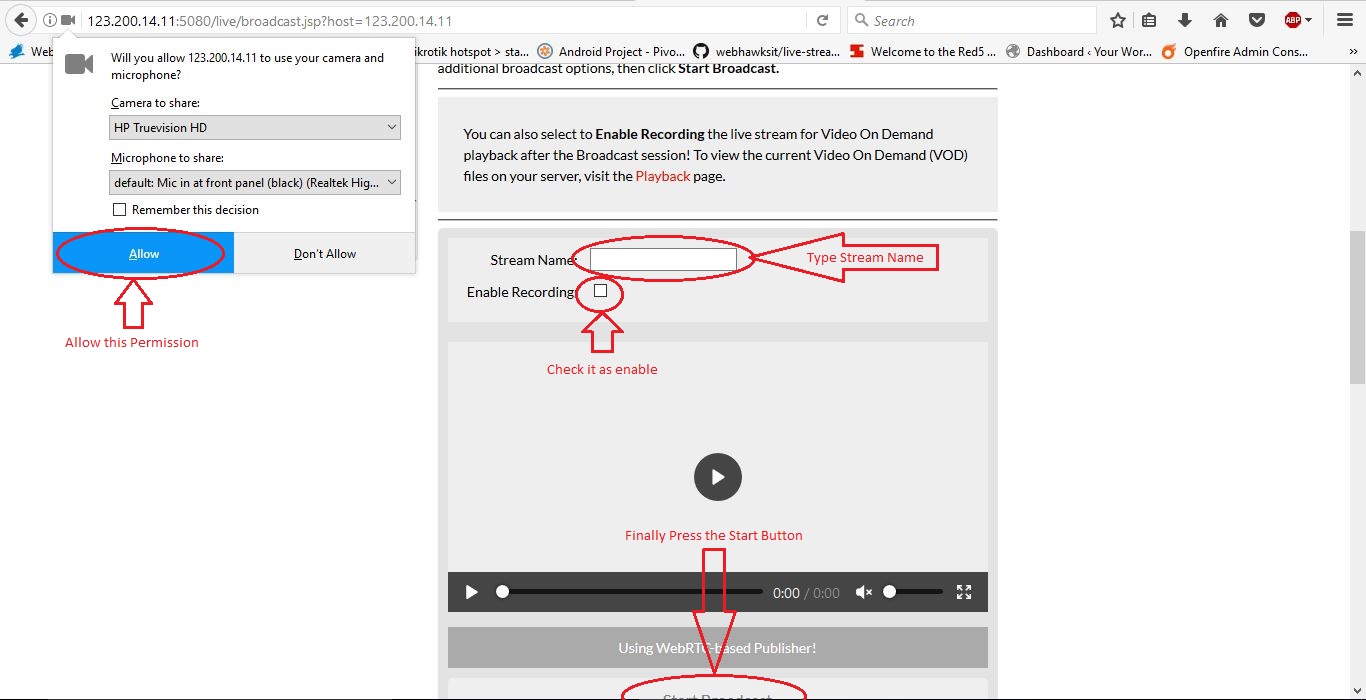 123.200.14.11:5080/live/broadcast.jsp?host=123.200.14.11
Search
ABP
Web
ikrotik hotspot > sta...
Android Project - Pivo...
webhawksit/live-strea...
Welcome to the Red5 ...
Dashboard ‹ Your Wor...
Openfire Admin Cons...
»
Will you allow 123.200.14.11 to use your camera and
microphone?
Camera to share:
HP Truevision HD
Microphone to share:
default: Mic in at front panel (black) (Realtek Hig...
Remember this decision
Allow
Don't Allow
Allow this Permission
additional broadcast options, then click Start Broadcast.
You can also select to Enable Recording the live stream for Video On Demand
playback after the Broadcast session! To view the current Video On Demand (VOD)
files on your server, visit the Playback page.
Stream Name:
Type Stream Name
Enable Recording
Check it as enable
Finally Press the Start Button
0:00 / 0:00
Using WebRTC-based Publisher!
Start Broadcast